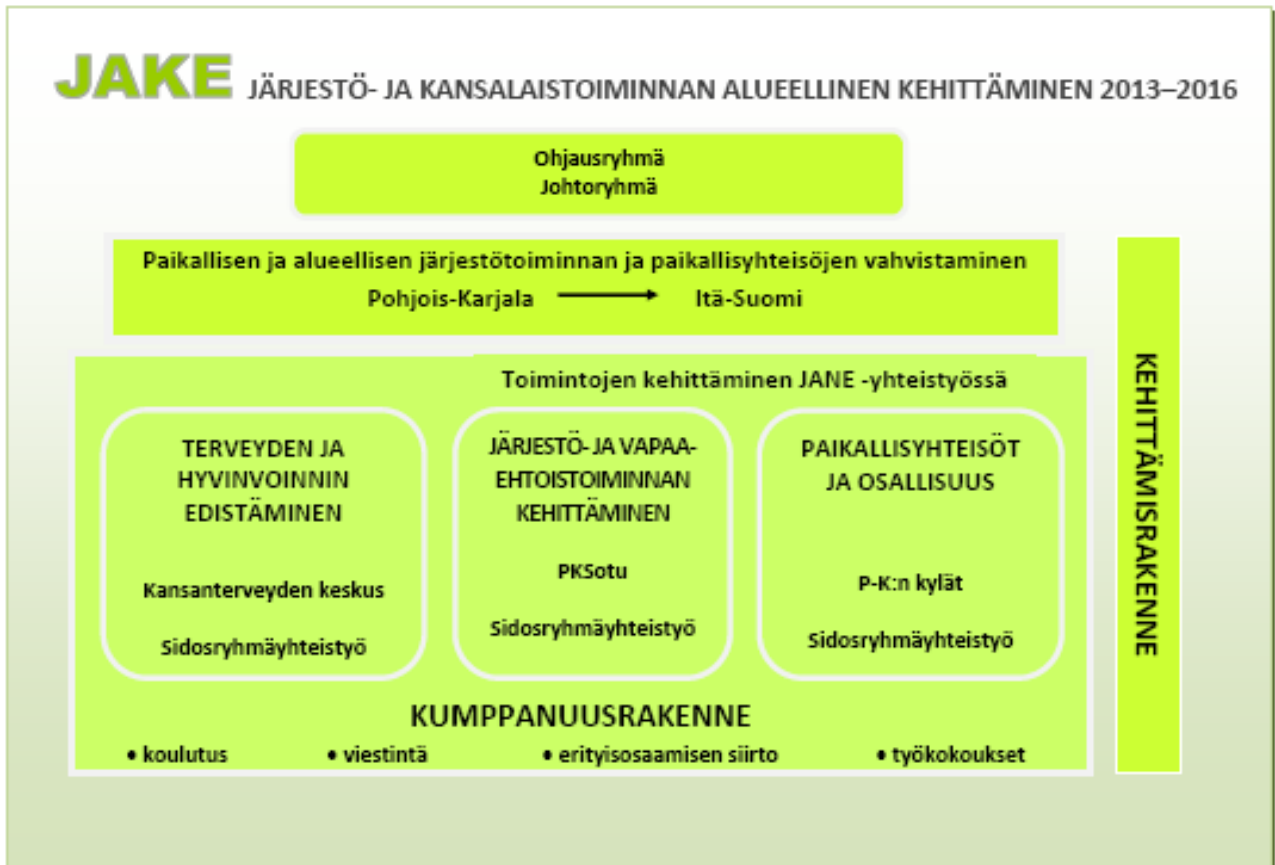 JAKE JÄRJESTÖ- JA KANSALAISTOIMINNAN ALUEELLINEN KEHITTÄMINEN 2013–2016
Ohjausryhmä
Johtoryhmä
Paikallisen ja alueellisen järjestötoiminnan ja paikallisyhteisöjen vahvistaminen
Pohjois-Karjala → Itä-Suomi
Toimintojen kehittäminen JANE -yhteistyössä
TERVEYDEN JA
HYVINVOINNIN
EDISTÄMINEN
Kansanterveyden keskus
Sidosryhmäyhteistyö
JÄRJESTÖ- JA VAPAA-
EHTOISTOIMINNAN
KEHITTÄMINEN
PKSotu
Sidosryhmäyhteistyö
PAIKALLISYHTEISÖT
JA OSALLISUUS
P-K:n kylät
Sidosryhmäyhteistyö
KUMPPANUUSRAKENNE
• koulutus • viestintä • erityisosaamisen siirto • työkokoukset
KEHITTÄMISRAKENNE